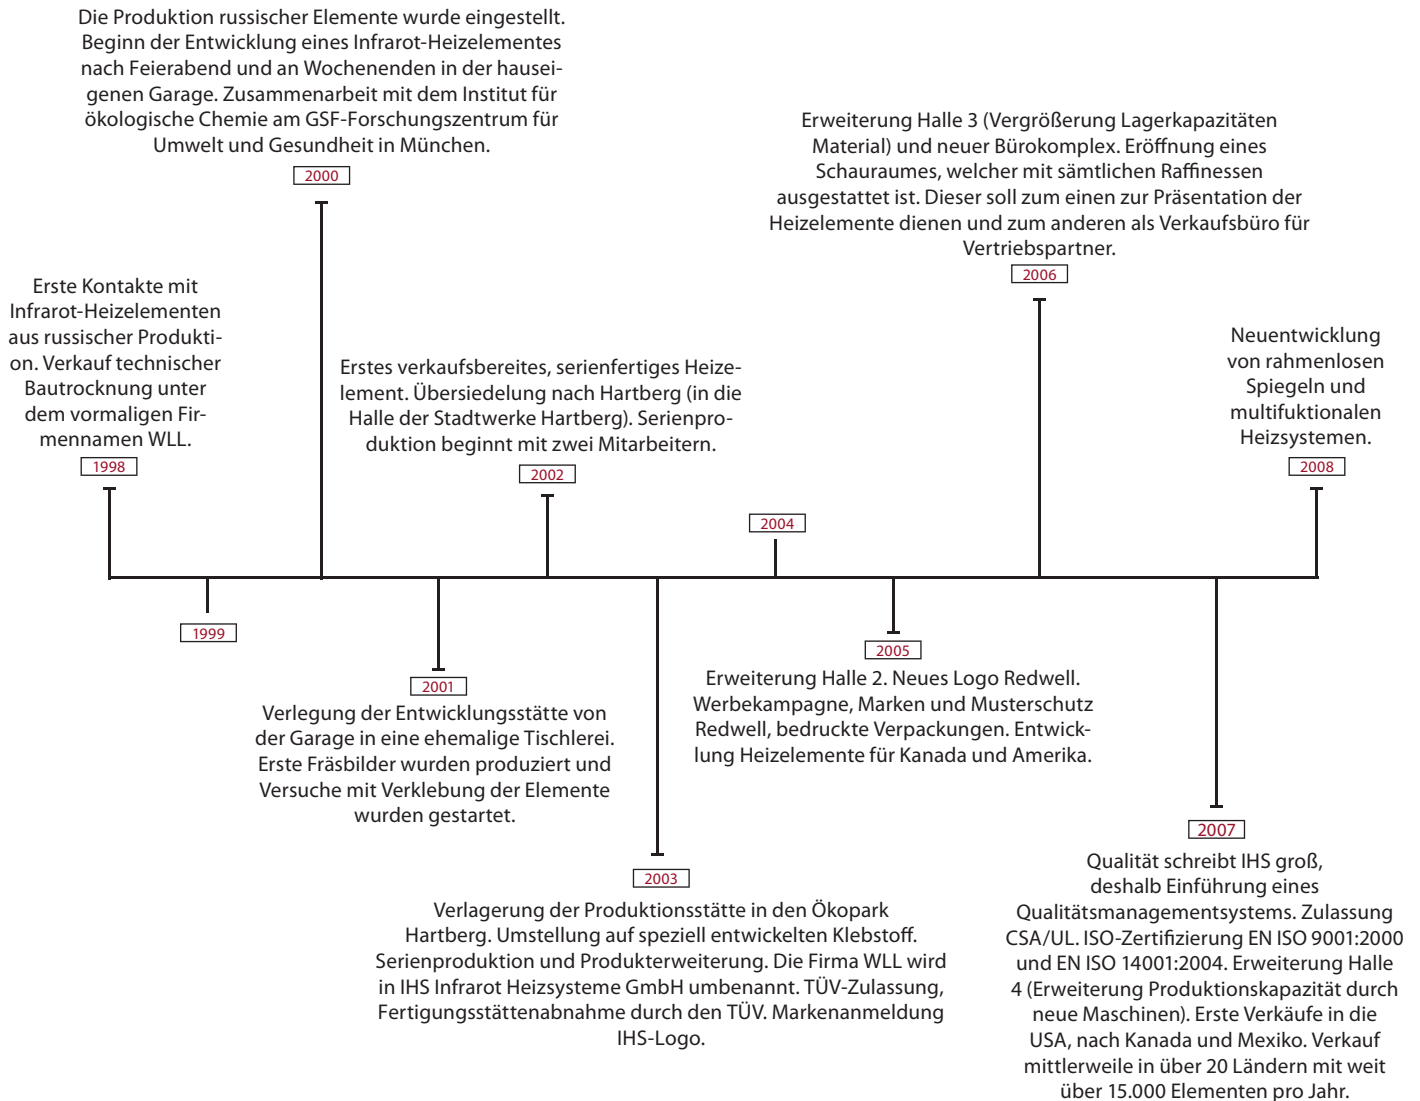 Die Produktion russischer Elemente wurde eingestellt.
Beginn der Entwicklung eines Infrarot-Heizelementes
nach Feierabend und an Wochenenden in der hausei-
genen Garage. Zusammenarbeit mit dem Institut für
ökologische Chemie am GSF-Forschungszentrum für
Umwelt und Gesundheit in München.
2000
Erweiterung Halle 3 (Vergrößerung Lagerkapazitäten
Material) und neuer Bürokomplex. Eröffnung eines
Schauraumes, welcher mit sämtlichen Raffinessen
ausgestattet ist. Dieser soll zum einen zur Präsentation der
Heizelemente dienen und zum anderen als Verkaufsbüro für
Vertriebspartner.
2006
Erste Kontakte mit
Infrarot-Heizelementen
aus russischer Produkti-
on. Verkauf technischer
Bautrocknung unter
dem vormaligen Fir-
mennamen WLL.
1998
Erstes verkaufsbereites, serienfertiges Heize-
lement. Übersiedelung nach Hartberg (in die
Halle der Stadtwerke Hartberg). Serienpro-
duktion beginnt mit zwei Mitarbeitern.
2002
Neuentwicklung
von rahmenlosen
Spiegeln und
multifuktionalen
Heizsystemen.
2008
2004
1999
2001
Verlegung der Entwicklungsstätte von
der Garage in eine ehemalige Tischlerei.
Erste Fräsbilder wurden produziert und
Versuche mit Verklebung der Elemente
wurden gestartet.
2005
Erweiterung Halle 2. Neues Logo Redwell.
Werbekampagne, Marken und Musterschutz
Redwell, bedruckte Verpackungen. Entwick-
lung Heizelemente für Kanada und Amerika.
2003
Verlagerung der Produktionsstätte in den Ökopark
Hartberg. Umstellung auf speziell entwickelten Klebstoff.
Serienproduktion und Produkterweiterung. Die Firma WLL wird
in IHS Infrarot Heizsysteme GmbH umbenannt. TÜV-Zulassung,
Fertigungsstättenabnahme durch den TÜV. Markenanmeldung
IHS-Logo.
2007
Qualität schreibt IHS groß,
deshalb Einführung eines
Qualitätsmanagementsystems. Zulassung
CSA/UL. ISO-Zertifizierung EN ISO 9001:2000
und EN ISO 14001:2004. Erweiterung Halle
4 (Erweiterung Produktionskapazität durch
neue Maschinen). Erste Verkäufe in die
USA, nach Kanada und Mexiko. Verkauf
mittlerweile in über 20 Ländern mit weit
über 15.000 Elementen pro Jahr.